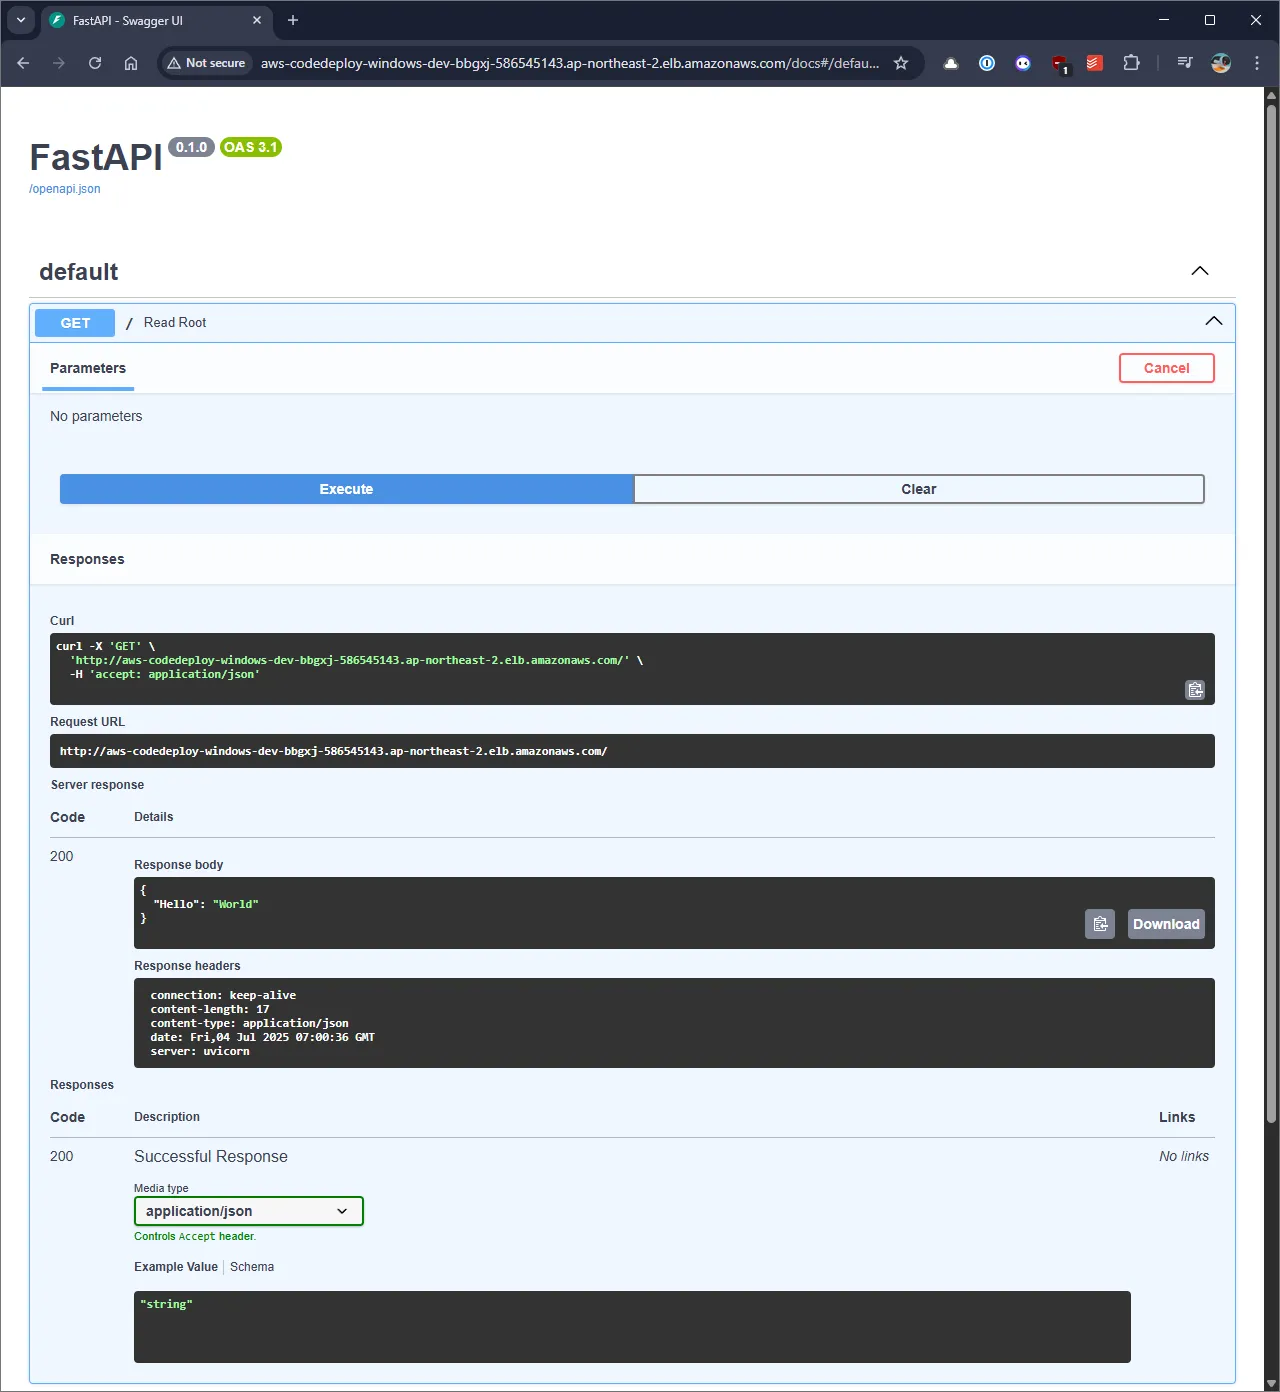 FastAPI - Swagger UI
Not secure
aws-codedeploy-windows-dev-bbgxj-586545143.ap-northeast-2.elb.amazonaws.com/docs#/defau...
1
FastAPI 0.1.0 OAS 3.1
/openapi.json
default
GET / Read Root
Parameters Cancel
No parameters
Execute Clear
Responses
Curl
curl -X 'GET' \
'http://aws-codedeploy-windows-dev-bbgxj-586545143.ap-northeast-2.elb.amazonaws.com/' \
-H 'accept: application/json'
Request URL
http://aws-codedeploy-windows-dev-bbgxj-586545143.ap-northeast-2.elb.amazonaws.com/
Server response
Code Details
200
Response body
{
"Hello": "World"
}
Download
Response headers
connection: keep-alive
content-length: 17
content-type: application/json
date: Fri,04 Jul 2025 07:00:36 GMT
server: uvicorn
Responses
Code Description Links
200 Successful Response No links
Media type
application/json
Controls Accept header.
Example Value Schema
"string"